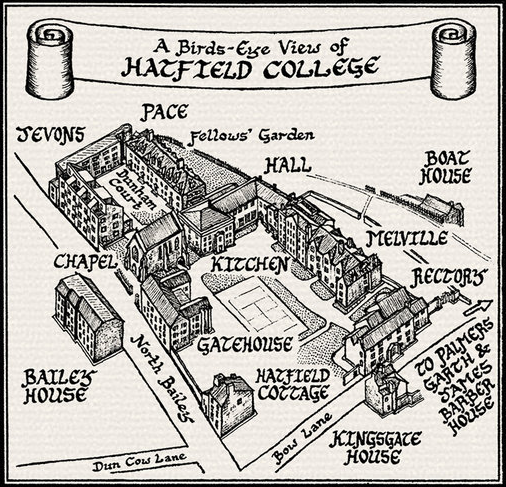 A Birds-Eye View of
HATFIELD COLLEGE
PACE
JEVONS
Fellows' Garden
HALL
BOAT
HOUSE
Dunham
Court
MELVILLE
CHAPEL
KITCHEN
RECTORY
GATEHOUSE
North Bailey
BAILEY
HOUSE
HATFIELD
COTTAGE
TO PALMERS
GARTH &
JAMES
BARBER
HOUSE
Bow Lane
KINGSGATE
HOUSE
Dun Cow Lane